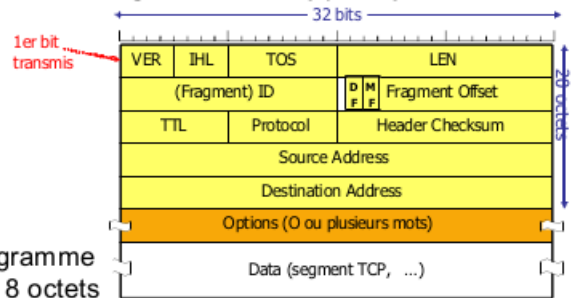 32 bits
1er bit
transmis
VER IHL TOS LEN
(Fragment) ID D F M F Fragment Offset
TTL Protocol Header Checksum
Source Address
Destination Address
20 octets
Options (O ou plusieurs mots)
Data (segment TCP, ...)
gramme
8 octets